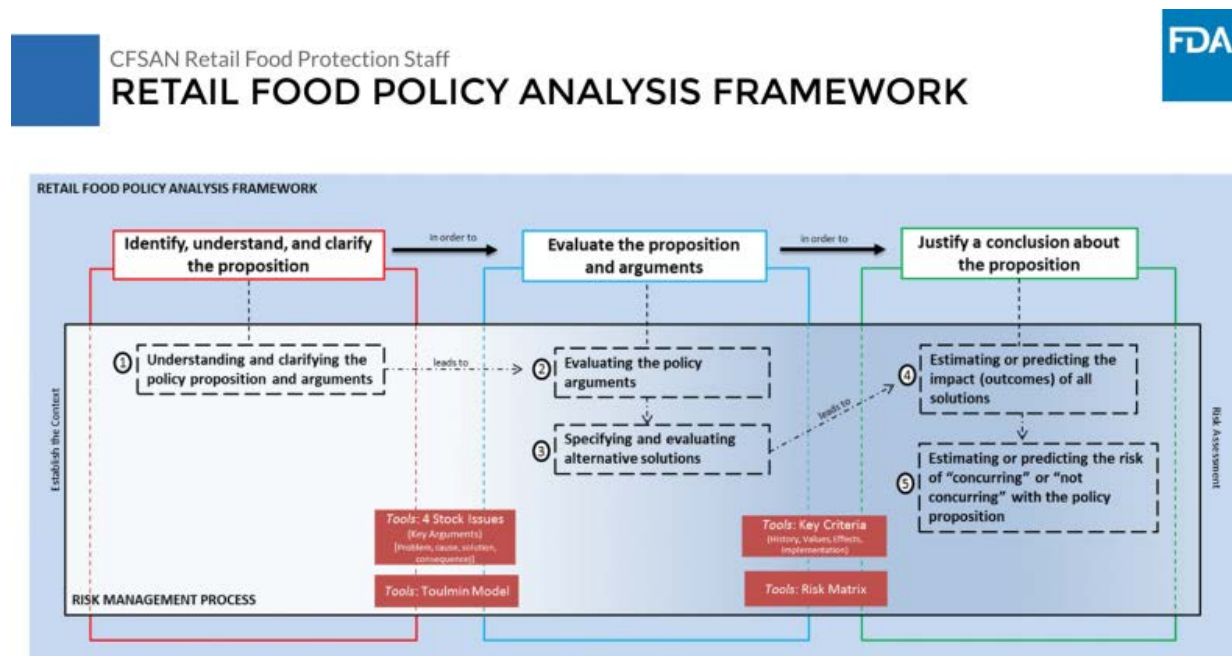 CFSAN Retail Food Protection Staff
RETAIL FOOD POLICY ANALYSIS FRAMEWORK
FDA
RETAIL FOOD POLICY ANALYSIS FRAMEWORK
Identify, understand, and clarify
the proposition
in order to
Evaluate the proposition
and arguments
in order to
Justify a conclusion about
the proposition
Establish the Context
1
Understanding and clarifying the
policy proposition and arguments
leads to
2
Evaluating the policy
arguments
3
Specifying and evaluating
alternative solutions
leads to
4
Estimating or predicting the
impact (outcomes) of all
solutions
5
Estimating or predicting the risk
of “concurring” or “not
concurring” with the policy
proposition
Risk Assessment
Tools: 4 Stock Issues
(Key Arguments)
[Problem, cause, solution,
consequence)]
Tools: Toulmin Model
Tools: Key Criteria
(History, Values, Effects,
Implementation)
Tools: Risk Matrix
RISK MANAGEMENT PROCESS